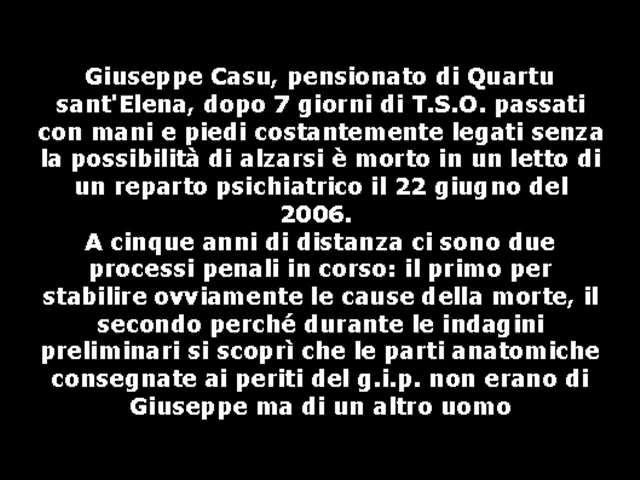 Giuseppe Casu, pensionato di Quartu
sant'Elena, dopo 7 giorni di T.S.O. passati
con mani e piedi costantemente legati senza
la possibilità di alzarsi è morto in un letto di
un reparto psichiatrico il 22 giugno del
2006.
A cinque anni di distanza ci sono due
processi penali in corso: il primo per
stabilire ovviamente le cause della morte, il
secondo perché durante le indagini
preliminari si scoprì che le parti anatomiche
consegnate ai periti del g.i.p. non erano di
Giuseppe ma di un altro uomo